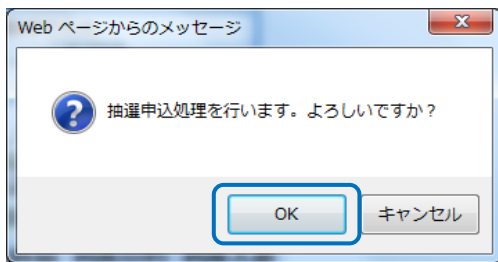 Web ページからのメッセージ
抽選申込処理を行います。よろしいですか？
OK
キャンセル